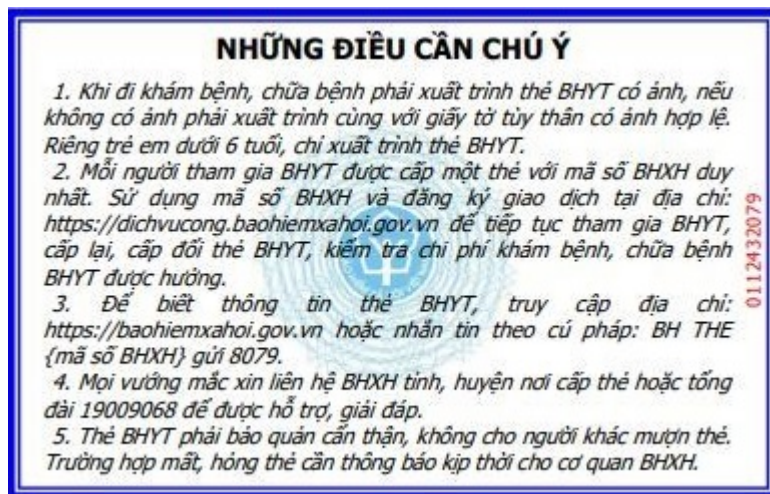 NHỮNG ĐIỀU CẦN CHÚ Ý
1. Khi đi khám bệnh, chữa bệnh phải xuất trình thẻ BHYT có ảnh, nếu
không có ảnh phải xuất trình cùng với giấy tờ tùy thân có ảnh hợp lệ.
Riêng trẻ em dưới 6 tuổi, chỉ xuất trình thẻ BHYT.
2. Mỗi người tham gia BHYT được cấp một thẻ với mã số BHXH duy
nhất. Sử dụng mã số BHXH và đăng ký giao dịch tại địa chỉ:
https://dichvucong.baohiemxahoi.gov.vn để tiếp tục tham gia BHYT,
cấp lại, cấp đổi thẻ BHYT, kiểm tra chi phí khám bệnh, chữa bệnh
BHYT được hưởng.
3. Để biết thông tin thẻ BHYT, truy cập địa chỉ:
https://baohiemxahoi.gov.vn hoặc nhắn tin theo cú pháp: BH THE
{mã số BHXH} gửi 8079.
4. Mọi vướng mắc xin liên hệ BHXH tỉnh, huyện nơi cấp thẻ hoặc tổng
đài 19009068 để được hỗ trợ, giải đáp.
5. Thẻ BHYT phải bảo quản cẩn thận, không cho người khác mượn thẻ.
Trường hợp mất, hỏng thẻ cần thông báo kịp thời cho cơ quan BHXH.
0112432079